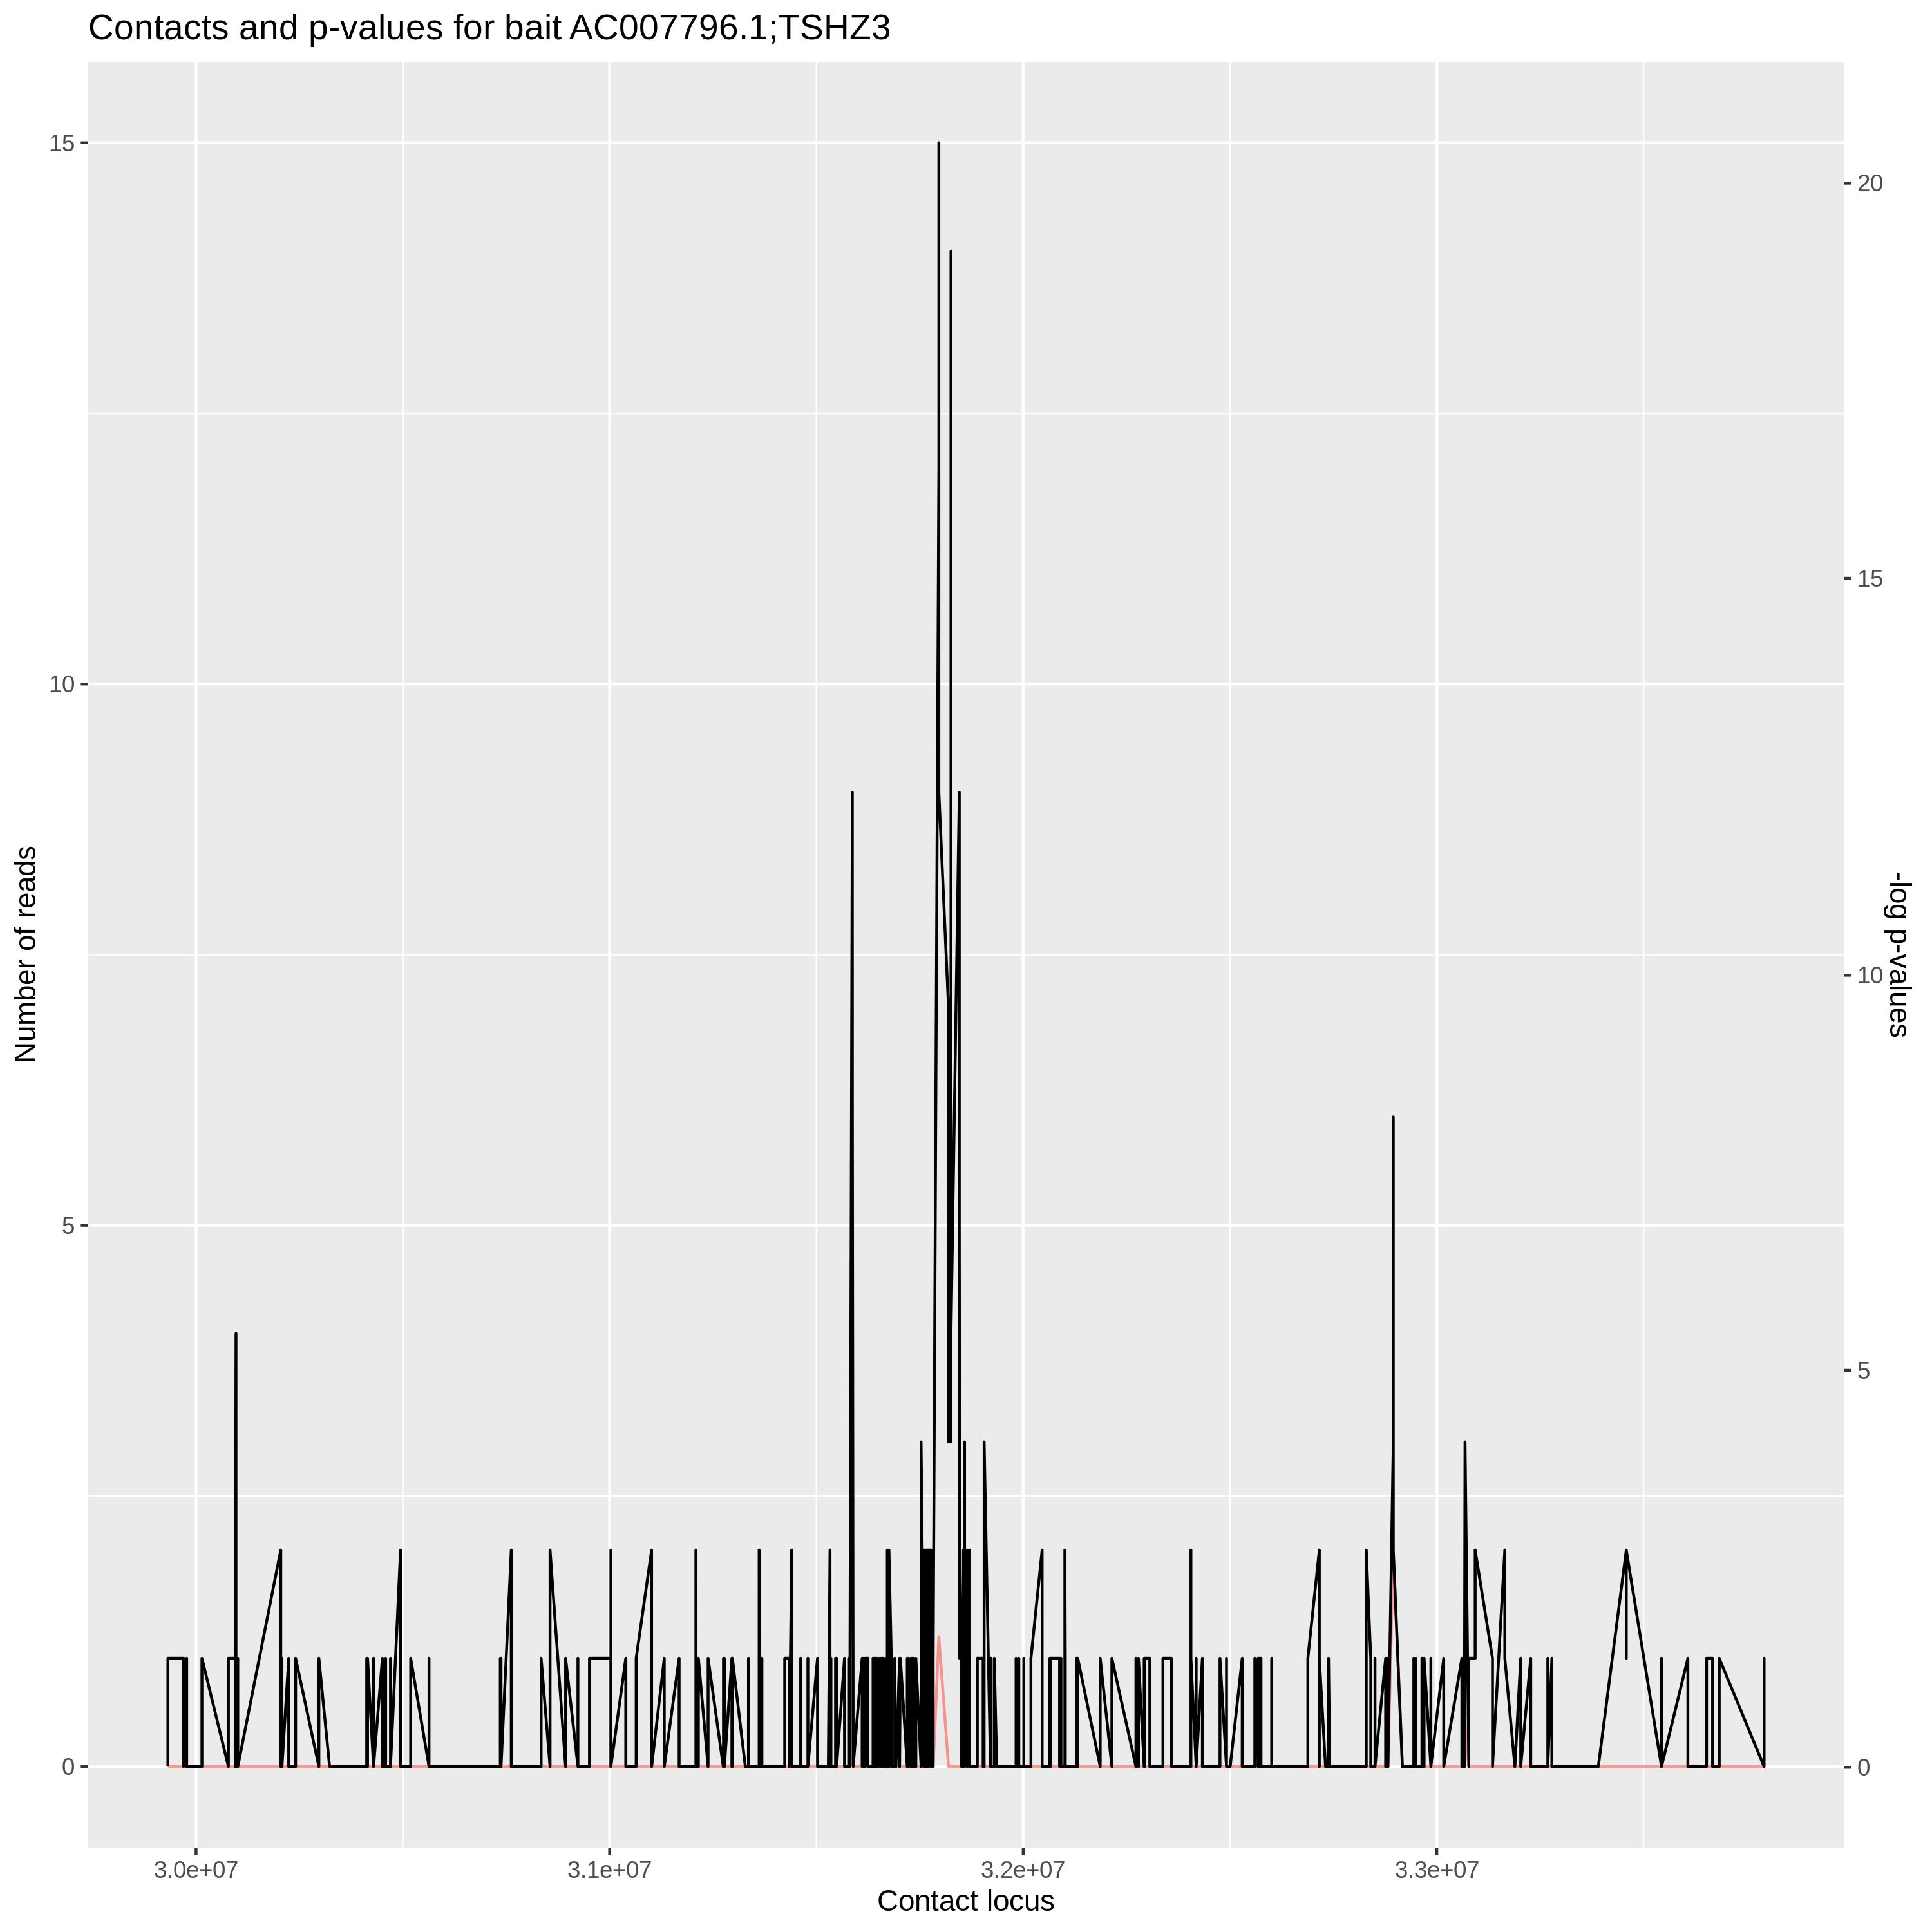 Contacts and p-values for bait AC007796.1;TSHZ3
15
10
5
0
Number of reads
20
15
10
5
0
-log p-values
3.0e+07
3.1e+07
3.2e+07
3.3e+07
Contact locus